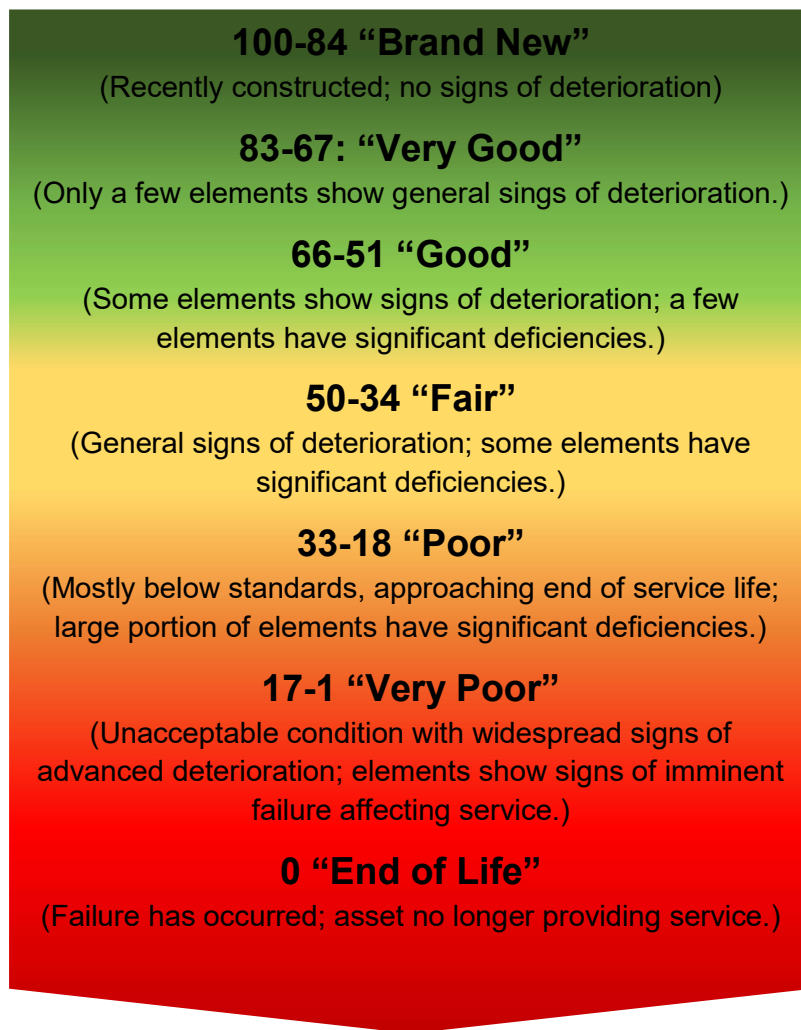 100-84 “Brand New”
(Recently constructed; no signs of deterioration)
83-67: “Very Good”
(Only a few elements show general sings of deterioration.)
66-51 “Good”
(Some elements show signs of deterioration; a few
elements have significant deficiencies.)
50-34 “Fair”
(General signs of deterioration; some elements have
significant deficiencies.)
33-18 “Poor”
(Mostly below standards, approaching end of service life;
large portion of elements have significant deficiencies.)
17-1 “Very Poor”
(Unacceptable condition with widespread signs of
advanced deterioration; elements show signs of imminent
failure affecting service.)
0 “End of Life”
(Failure has occurred; asset no longer providing service.)